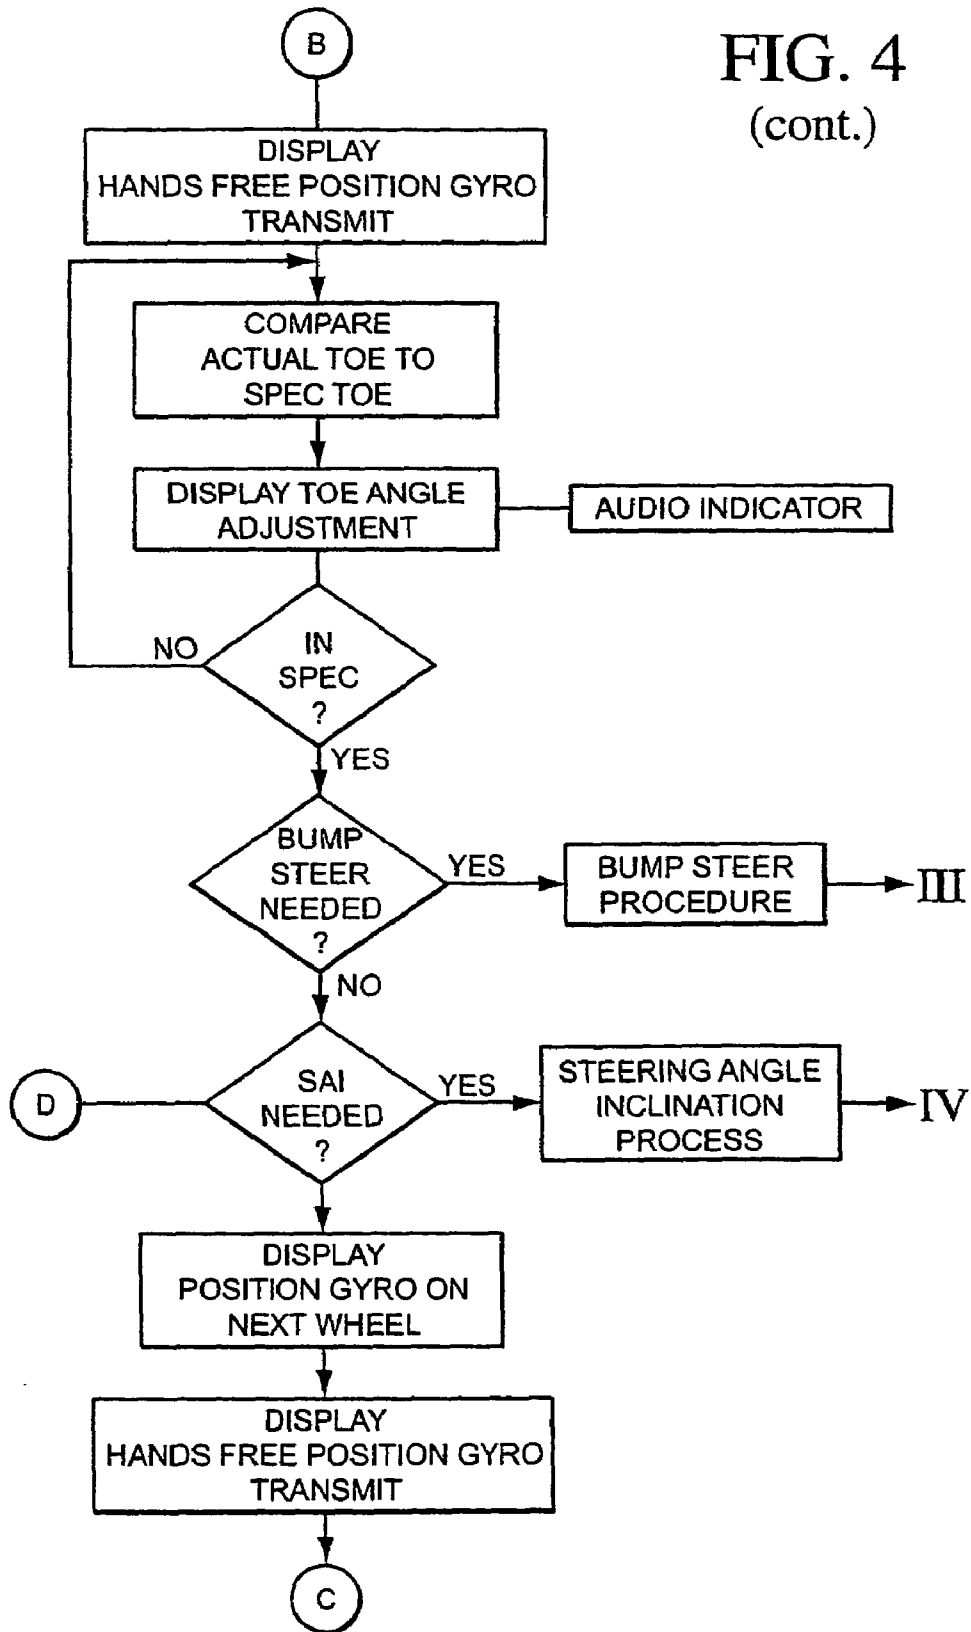 B
FIG. 4
(cont.)
DISPLAY
HANDS FREE POSITION GYRO
TRANSMIT
COMPARE
ACTUAL TOE TO
SPEC TOE
DISPLAY TOE ANGLE
ADJUSTMENT
AUDIO INDICATOR
NO
IN
SPEC
?
YES
BUMP
STEER
NEEDED
?
YES
BUMP STEER
PROCEDURE
III
NO
D
SAI
NEEDED
?
YES
STEERING ANGLE
INCLINATION
PROCESS
IV
DISPLAY
POSITION GYRO ON
NEXT WHEEL
DISPLAY
HANDS FREE POSITION GYRO
TRANSMIT
C